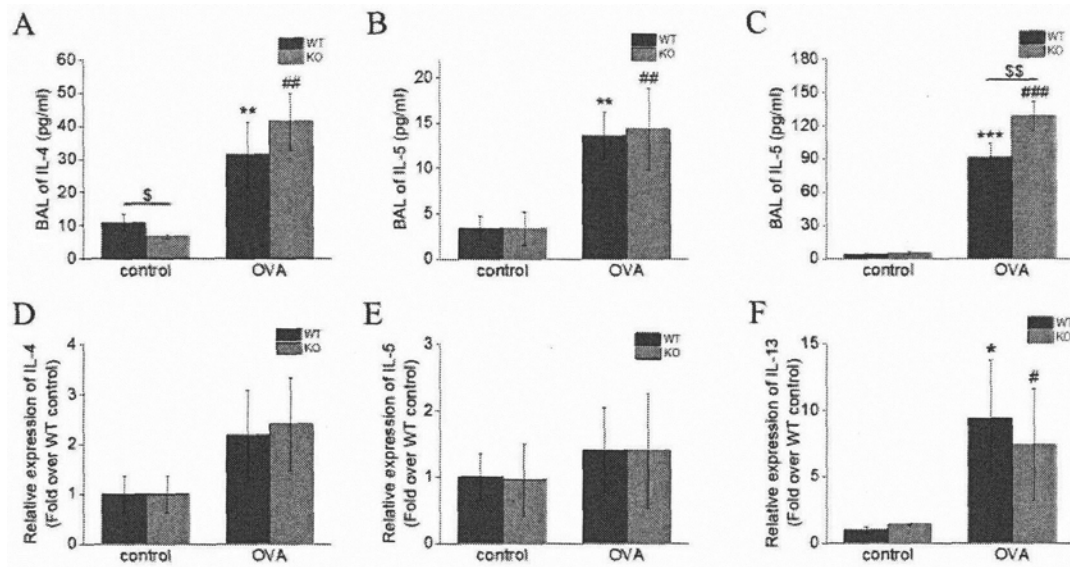 A
BAL of IL-4 (pg/ml)
60
50
40
30
20
10
0
WT
KO
$
**
##
control
OVA
B
BAL of IL-5 (pg/ml)
20
15
10
5
0
WT
KO
**
##
control
OVA
C
BAL of IL-5 (pg/ml)
180
150
120
90
60
30
0
WT
KO
$$
***
###
control
OVA
D
Relative expression of IL-4
(Fold over WT control)
4
3
2
1
0
WT
KO
control
OVA
E
Relative expression of IL-5
(Fold over WT control)
3
2
1
0
WT
KO
control
OVA
F
Relative expression of IL-13
(Fold over WT control)
15
10
5
0
WT
KO
*
#
control
OVA